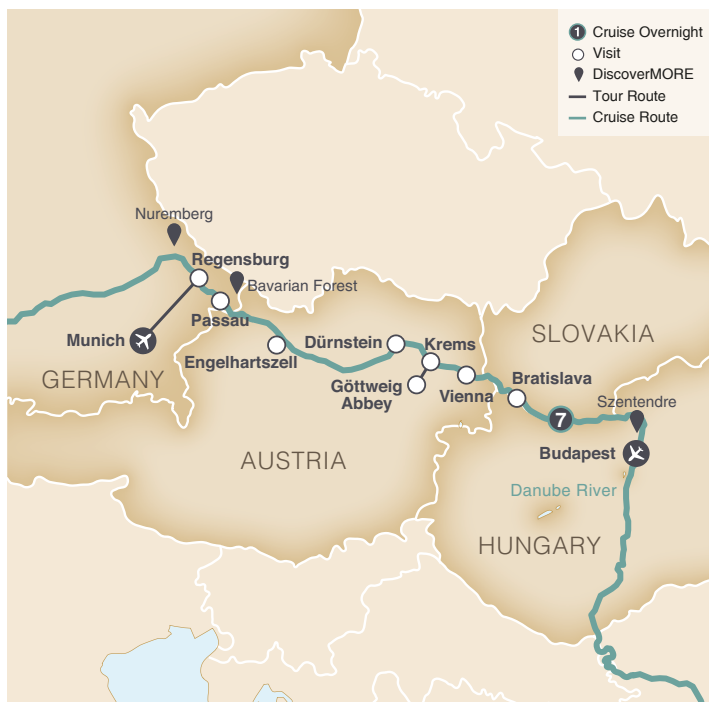 1 Cruise Overnight
Visit
DiscoverMORE
Tour Route
Cruise Route
Nuremberg
Regensburg
Bavarian Forest
Passau
Munich
Engelhartszell
Dürnstein
Krems
Göttweig
Abbey
Vienna
Bratislava
SLOVAKIA
GERMANY
Szentendre
7
Budapest
AUSTRIA
Danube River
HUNGARY